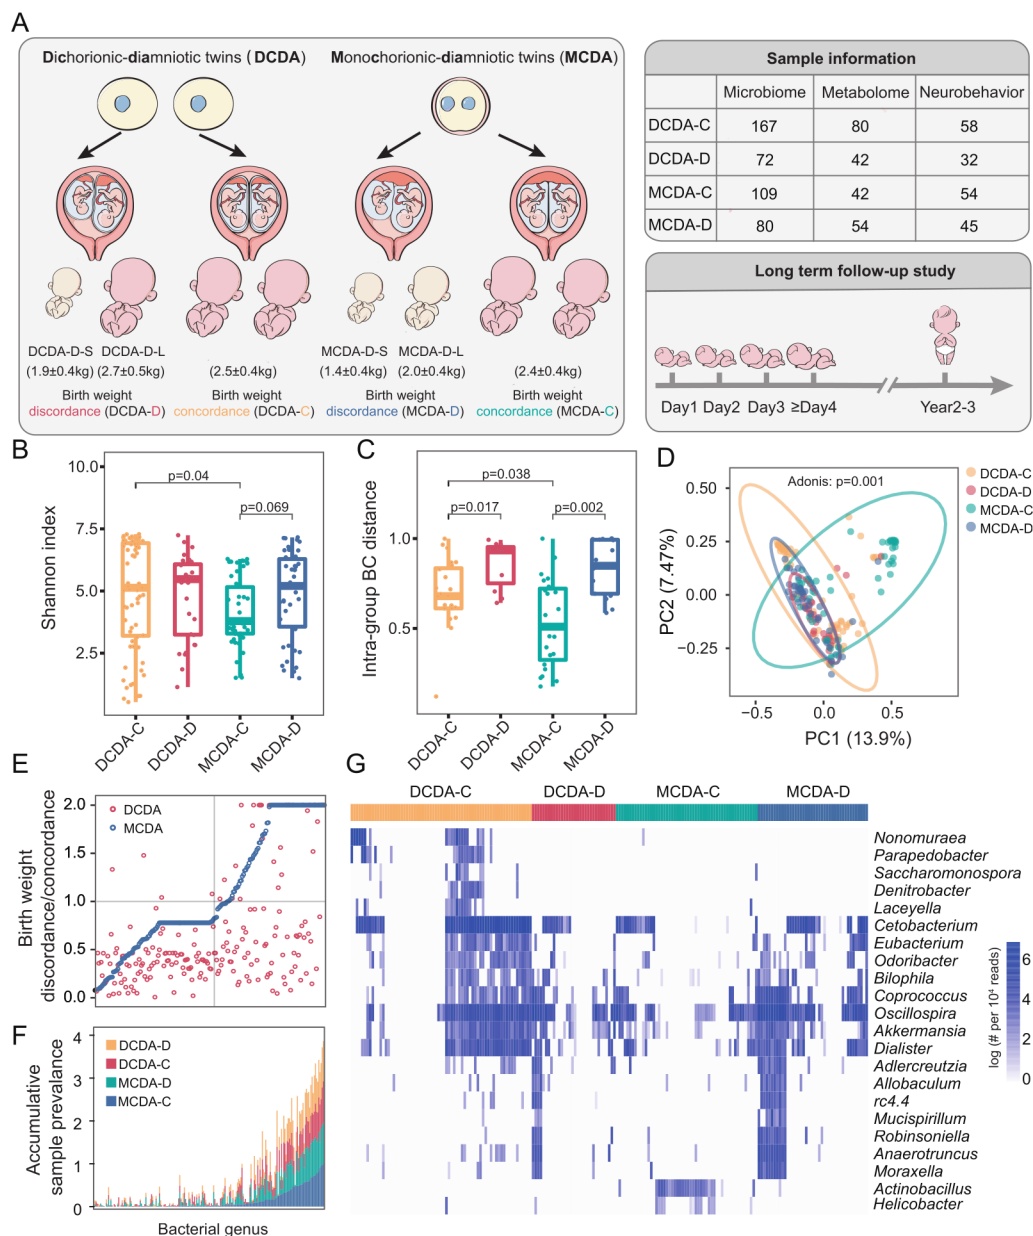 A
Dichorionic-diamniotic twins (DCDA)
Monochorionic-diamniotic twins (MCDA)
DCDA-D-S DCDA-D-L
(1.9±0.4kg) (2.7±0.5kg)
Birth weight
discordance (DCDA-D)
(2.5±0.4kg)
Birth weight
concordance (DCDA-C)
MCDA-D-S MCDA-D-L
(1.4±0.4kg) (2.0±0.4kg)
Birth weight
discordance (MCDA-D)
(2.4±0.4kg)
Birth weight
concordance (MCDA-C)
Sample information
Microbiome Metabolome Neurobehavior
DCDA-C 167 80 58
DCDA-D 72 42 32
MCDA-C 109 42 54
MCDA-D 80 54 45
Long term follow-up study
Day1 Day2 Day3 ≥Day4 Year2-3
B
Shannon index
10.0
7.5
5.0
2.5
p=0.04
p=0.069
DCDA-C
DCDA-D
MCDA-C
MCDA-D
C
Intra-group BC distance
1.0
0.5
p=0.038
p=0.017
p=0.002
DCDA-C
DCDA-D
MCDA-C
MCDA-D
D
Adonis: p=0.001
PC2 (7.47%)
0.50
0.25
0.00
−0.25
−0.5 0.0 0.5
PC1 (13.9%)
DCDA-C
DCDA-D
MCDA-C
MCDA-D
E
Birth weight
discordance/concordance
2.0
1.5
1.0
0.5
0.0
DCDA
MCDA
F
Accumulative
sample prevalance
4
3
2
1
0
DCDA-D
DCDA-C
MCDA-D
MCDA-C
Bacterial genus
G
DCDA-C DCDA-D MCDA-C MCDA-D
Nonomuraea
Parapedobacter
Saccharomonospora
Denitrobacter
Laceyella
Cetobacterium
Eubacterium
Odoribacter
Bilophila
Coprococcus
Oscillospira
Akkermansia
Dialister
Adlercreutzia
Allobaculum
rc4.4
Mucispirillum
Robinsoniella
Anaerotruncus
Moraxella
Actinobacillus
Helicobacter
log (# per 10⁴ reads)
6
4
2
0